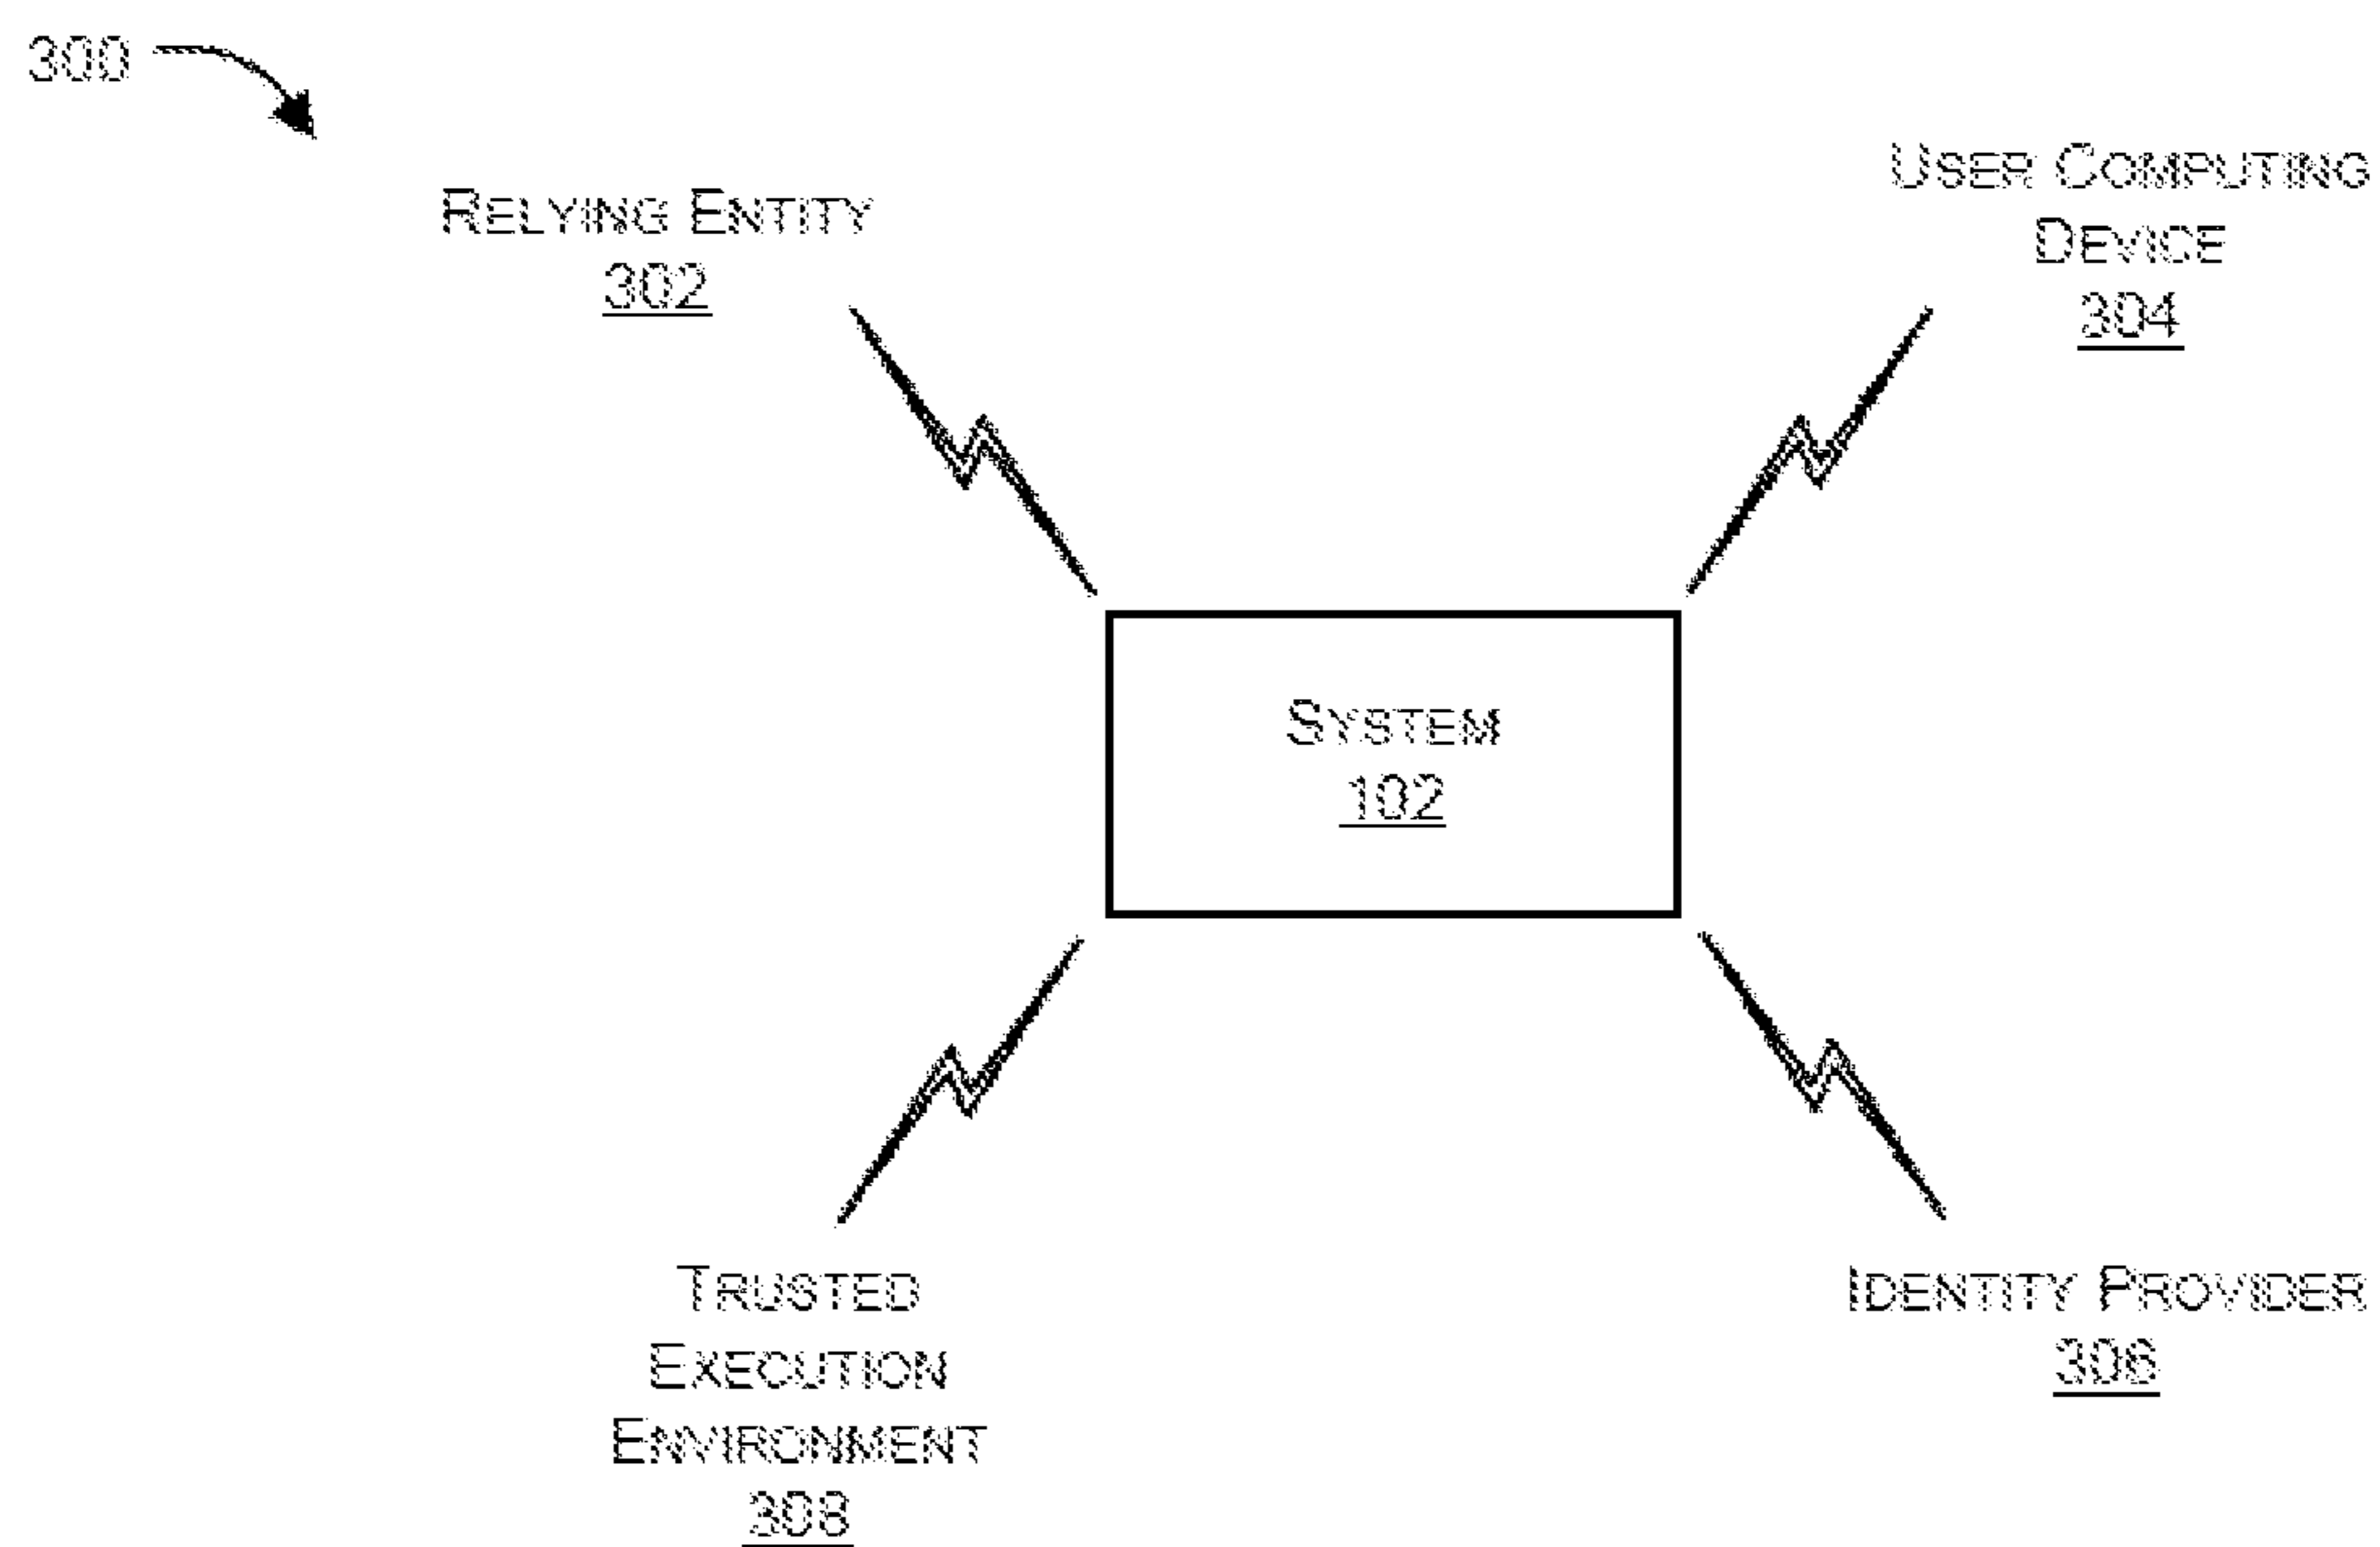 300
RELYING ENTITY
302
USER COMPUTING
DEVICE
304
SYSTEM
102
TRUSTED
EXECUTION
ENVIRONMENT
308
IDENTITY PROVIDER
306